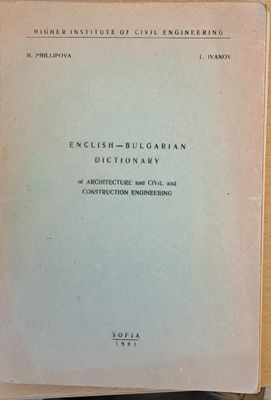 HIGHER INSTITUTE OF CIVIL ENGINEERING
M. PHILLIPOVA L. IVANOV
ENGLISH—BULGARIAN
DICTIONARY
of ARCHITECTURE and CIVIL and
CONSTRUCTION ENGINEERING
SOFIA
1981